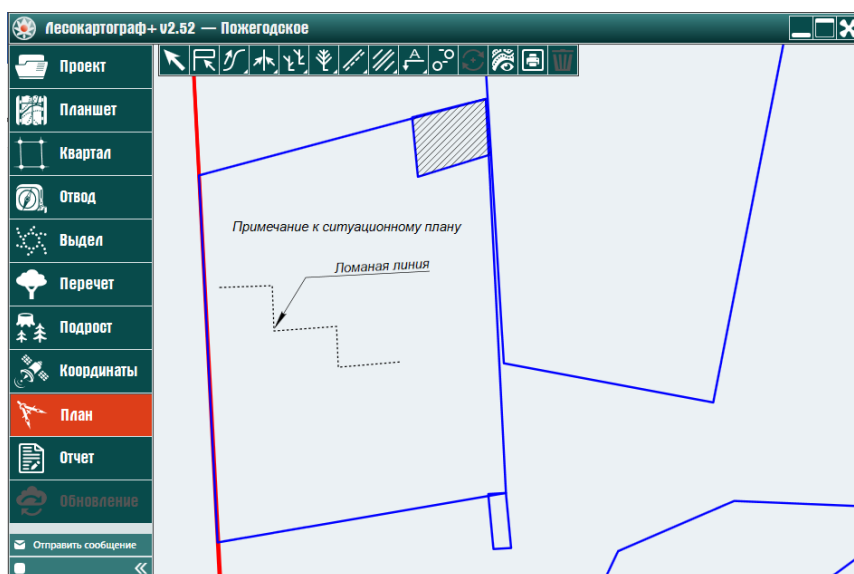 Лесокартограф+ v2.52 — Пожегодское
Проект
Планшет
Квартал
Отвод
Выдел
Перечет
Подрост
Координаты
План
Отчет
Обновление
Отправить сообщение
Примечание к ситуационному плану
Ломаная линия